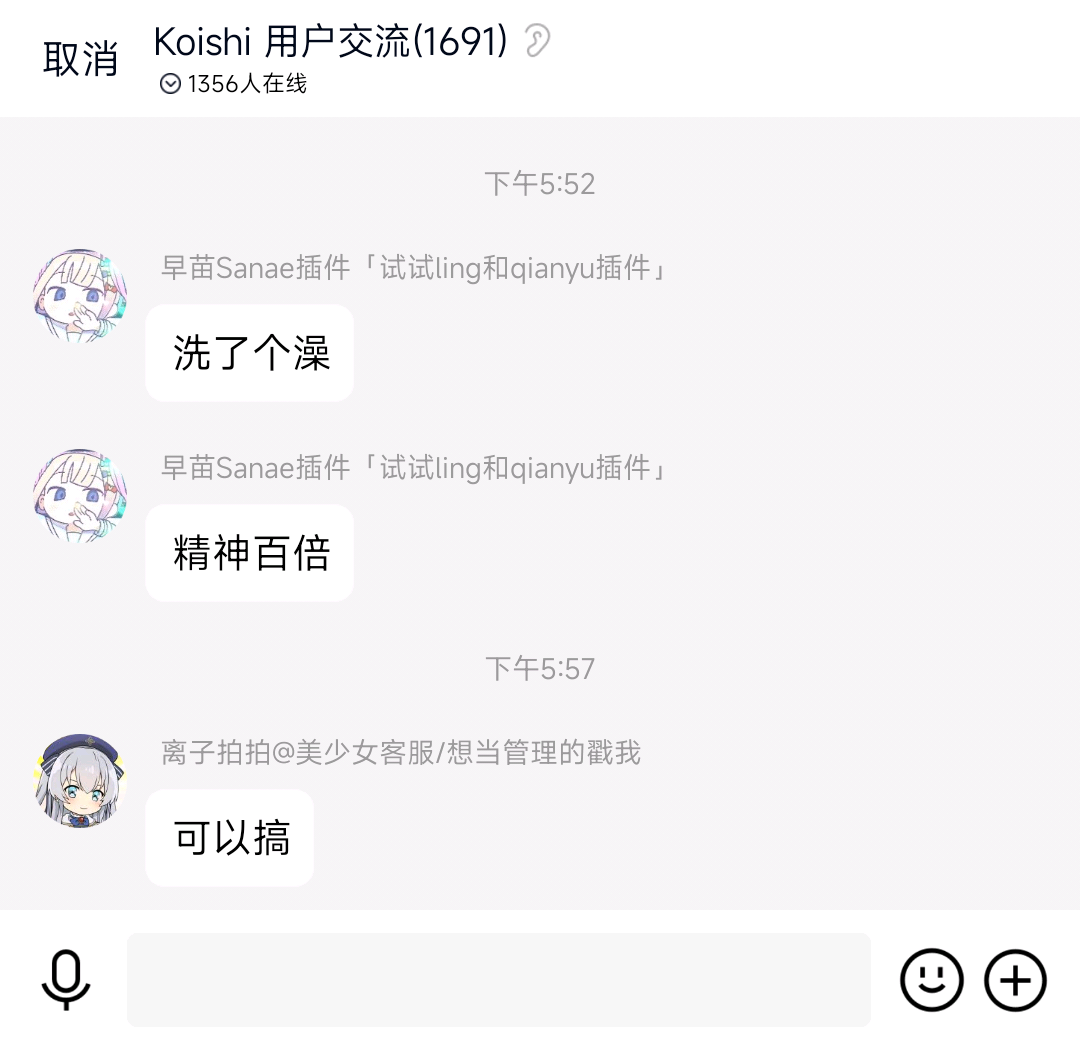 取消
Koishi 用户交流(1691)
1356人在线
下午5:52
早苗Sanae插件「试试ling和qianyu插件」
洗了个澡
早苗Sanae插件「试试ling和qianyu插件」
精神百倍
下午5:57
离子拍拍@美少女客服/想当管理的戳我
可以搞